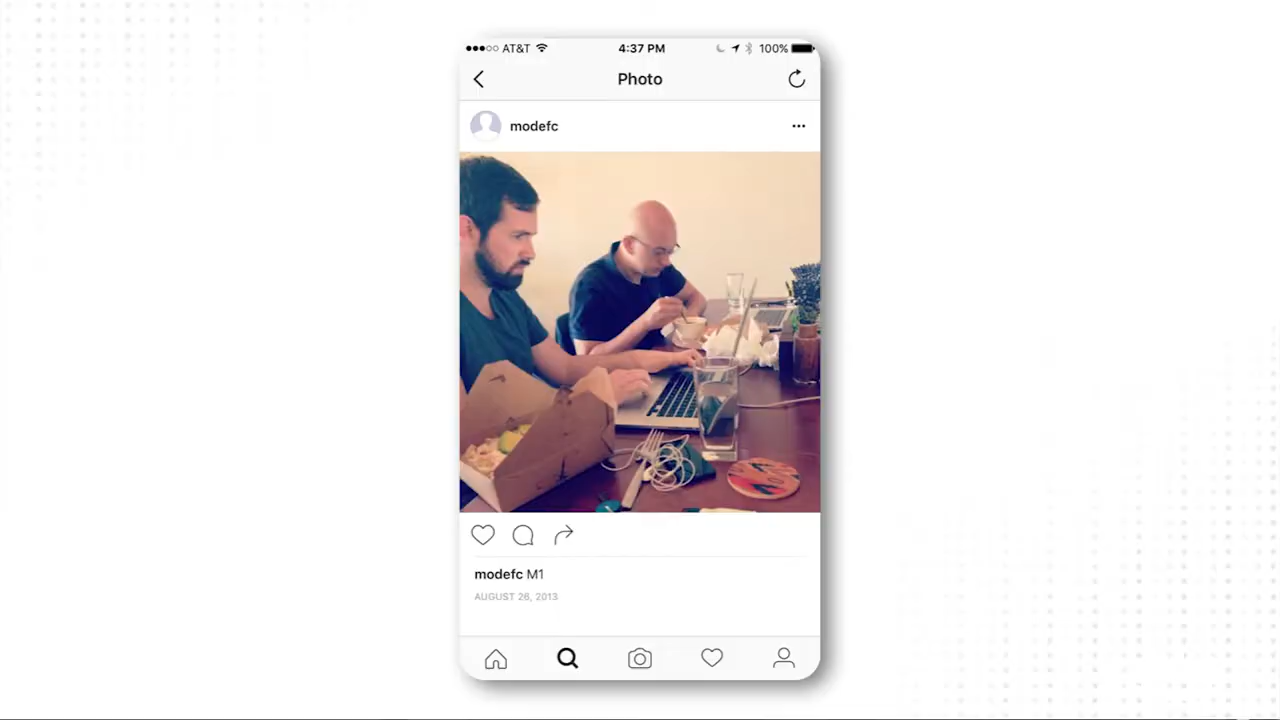 AT&T 4:37 PM 100%
Photo
modefc
modefc M1
AUGUST 26, 2013